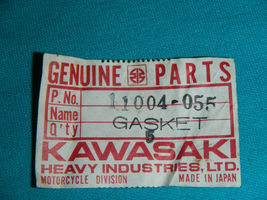 GENUINE PARTS
P. No. 11004-055
Name GASKET
Q'ty 5
KAWASAKI
HEAVY INDUSTRIES, LTD.
MOTORCYCLE DIVISION MADE IN JAPAN